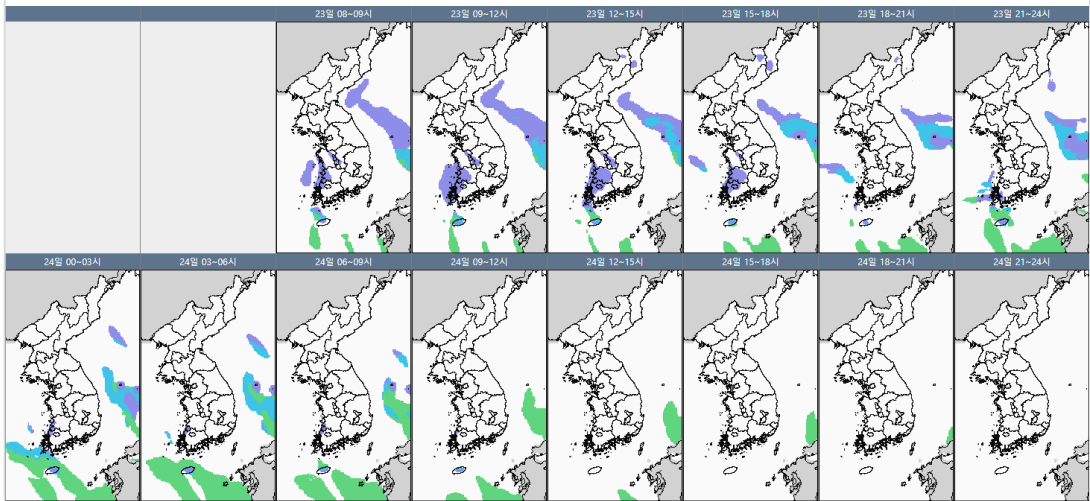 23일 08~09시
23일 09~12시
23일 12~15시
23일 15~18시
23일 18~21시
23일 21~24시
24일 00~03시
24일 03~06시
24일 06~09시
24일 09~12시
24일 12~15시
24일 15~18시
24일 18~21시
24일 21~24시